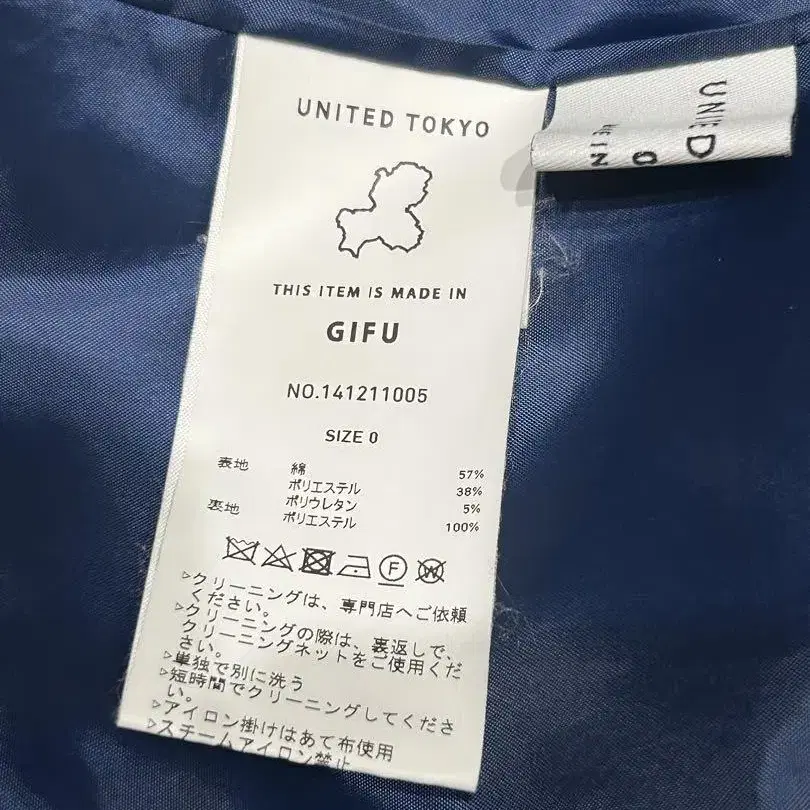 UNITED TOKYO
THIS ITEM IS MADE IN
GIFU
NO.141211005
SIZE 0
表地 綿 57%
ポリエステル 38%
ポリウレタン 5%
裏地 ポリエステル 100%
F W
▷クリーニングは、専門店へご依頼
ください。
▷クリーニングの際は、裏返しで、
クリーニングネットをご使用くだ
さい。
▷単独で別に洗う
▷短時間でクリーニングしてくださ
い。
▷アイロン掛けはあて布使用
▷スチームアイロン禁止
0
IN